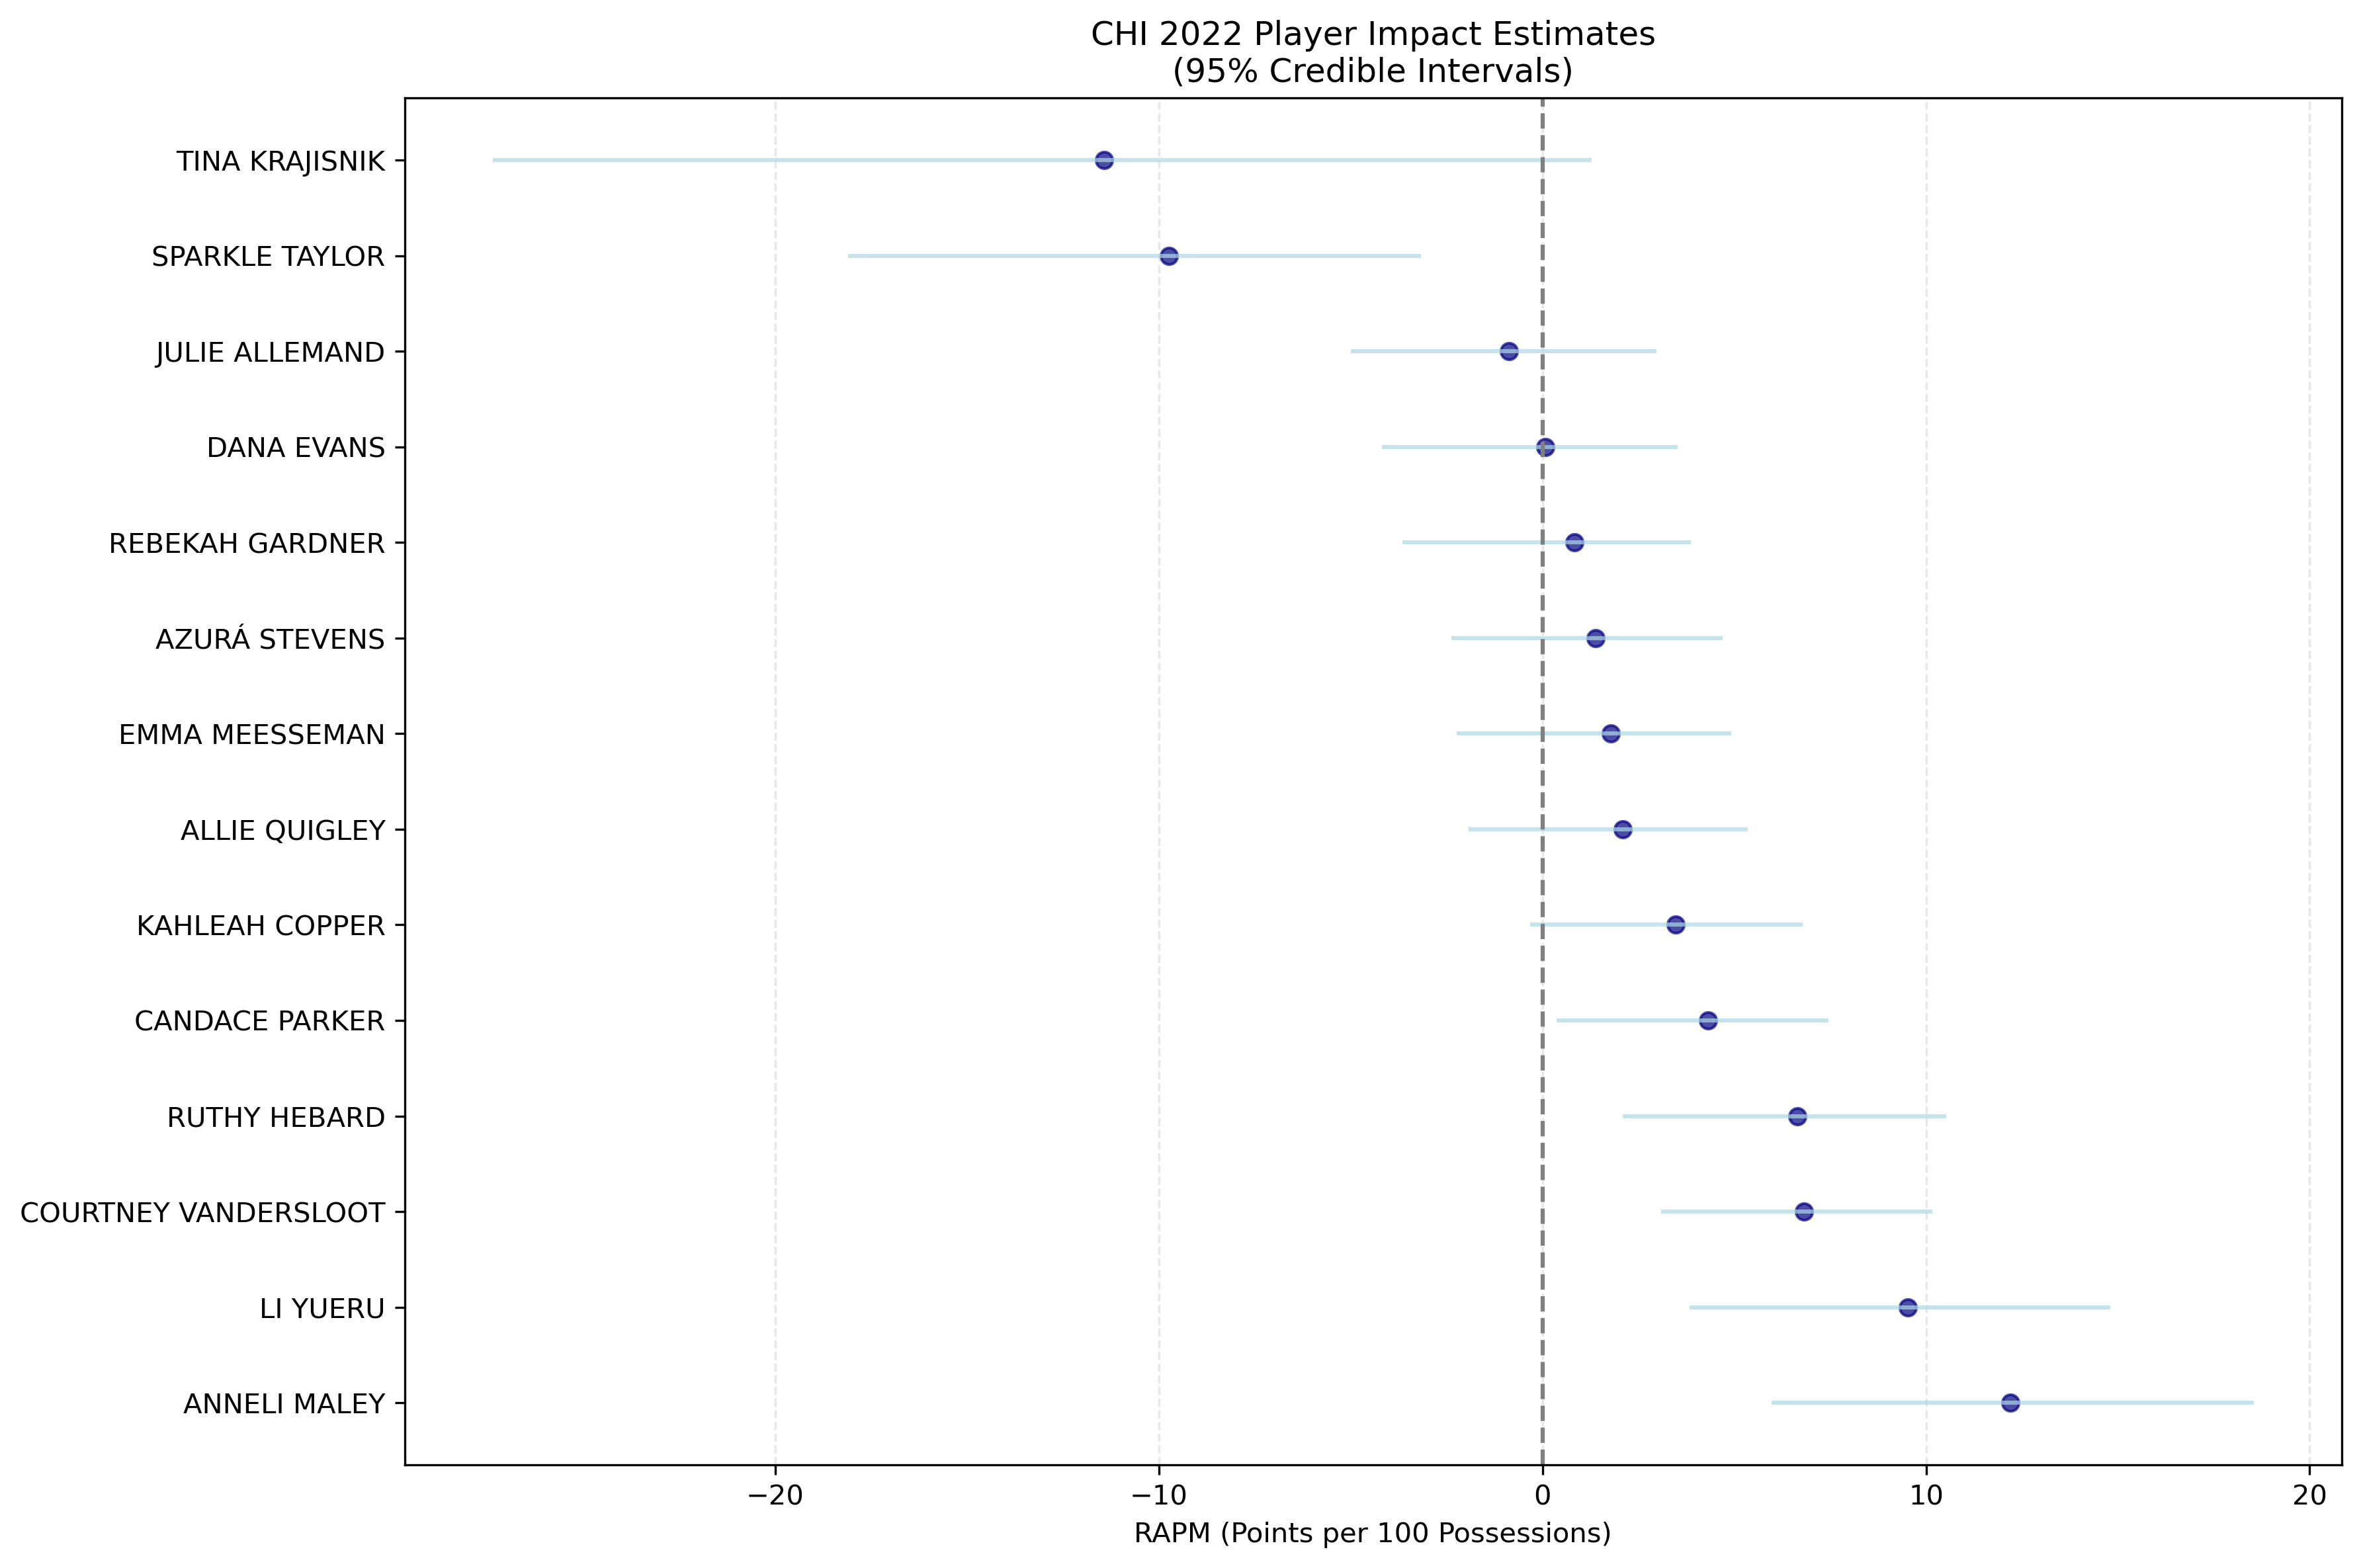 CHI 2022 Player Impact Estimates
(95% Credible Intervals)
TINA KRAJISNIK
SPARKLE TAYLOR
JULIE ALLEMAND
DANA EVANS
REBEKAH GARDNER
AZURÁ STEVENS
EMMA MEESSEMAN
ALLIE QUIGLEY
KAHLEAH COPPER
CANDACE PARKER
RUTHY HEBARD
COURTNEY VANDERSLOOT
LI YUERU
ANNELI MALEY
−20 −10 0 10 20
RAPM (Points per 100 Possessions)